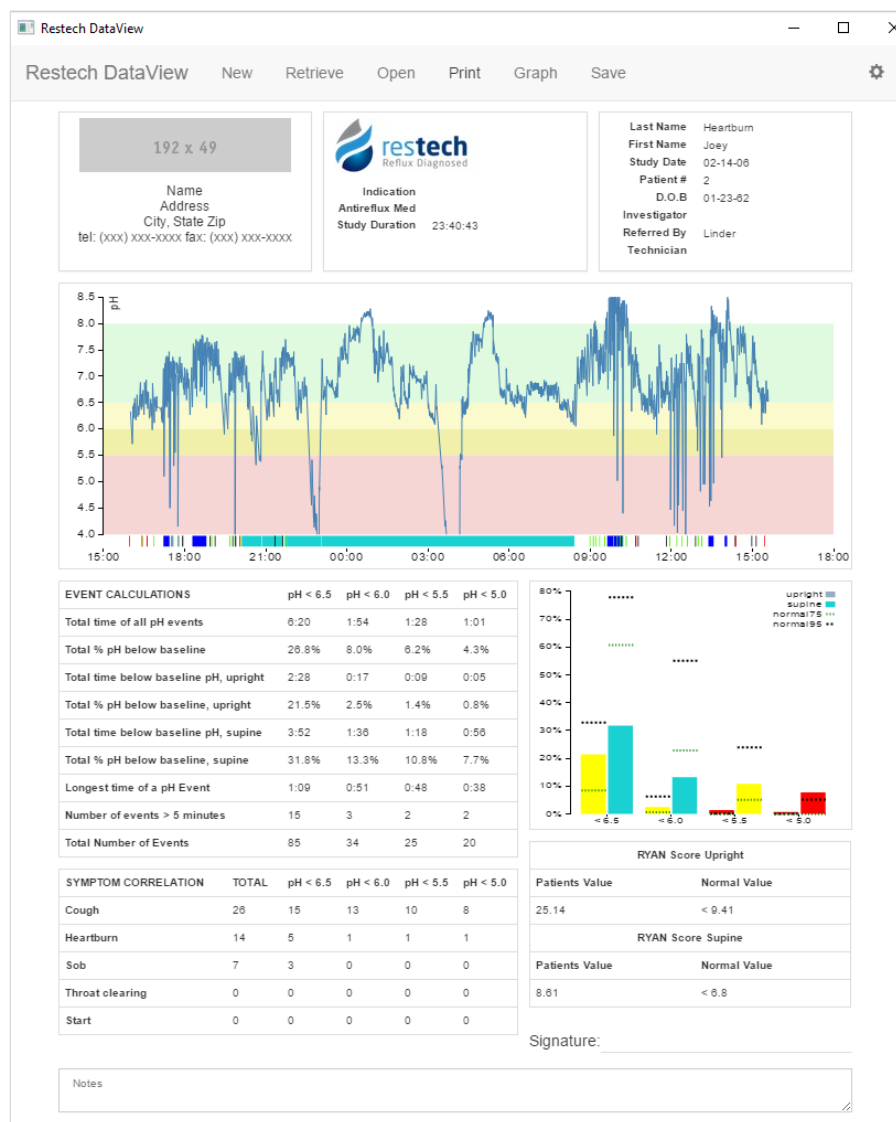 Restech DataView
Restech DataView New Retrieve Open Print Graph Save
192 x 49
Name
Address
City, State Zip
tel: (xxx) xxx-xxxx fax: (xxx) xxx-xxxx
restech
Reflux Diagnosed
Indication
Antireflux Med
Study Duration 23:40:43
Last Name Heartburn
First Name Joey
Study Date 02-14-06
Patient # 2
D.O.B 01-23-62
Investigator
Referred By Linder
Technician
pH
8.5
8.0
7.5
7.0
6.5
6.0
5.5
5.0
4.5
4.0
15:00 18:00 21:00 00:00 03:00 06:00 09:00 12:00 15:00 18:00
EVENT CALCULATIONS pH < 6.5 pH < 6.0 pH < 5.5 pH < 5.0
Total time of all pH events 6:20 1:54 1:28 1:01
Total % pH below baseline 26.8% 8.0% 6.2% 4.3%
Total time below baseline pH, upright 2:28 0:17 0:09 0:05
Total % pH below baseline, upright 21.5% 2.5% 1.4% 0.8%
Total time below baseline pH, supine 3:52 1:36 1:18 0:56
Total % pH below baseline, supine 31.8% 13.3% 10.8% 7.7%
Longest time of a pH Event 1:09 0:51 0:48 0:38
Number of events > 5 minutes 15 3 2 2
Total Number of Events 85 34 25 20
SYMPTOM CORRELATION TOTAL pH < 6.5 pH < 6.0 pH < 5.5 pH < 5.0
Cough 26 15 13 10 8
Heartburn 14 5 1 1 1
Sob 7 3 0 0 0
Throat clearing 0 0 0 0 0
Start 0 0 0 0 0
80%
70%
60%
50%
40%
30%
20%
10%
0%
upright
supine
normal75
normal95
< 6.5 < 6.0 < 5.5 < 5.0
RYAN Score Upright
Patients Value Normal Value
25.14 < 9.41
RYAN Score Supine
Patients Value Normal Value
8.61 < 6.8
Signature:
Notes